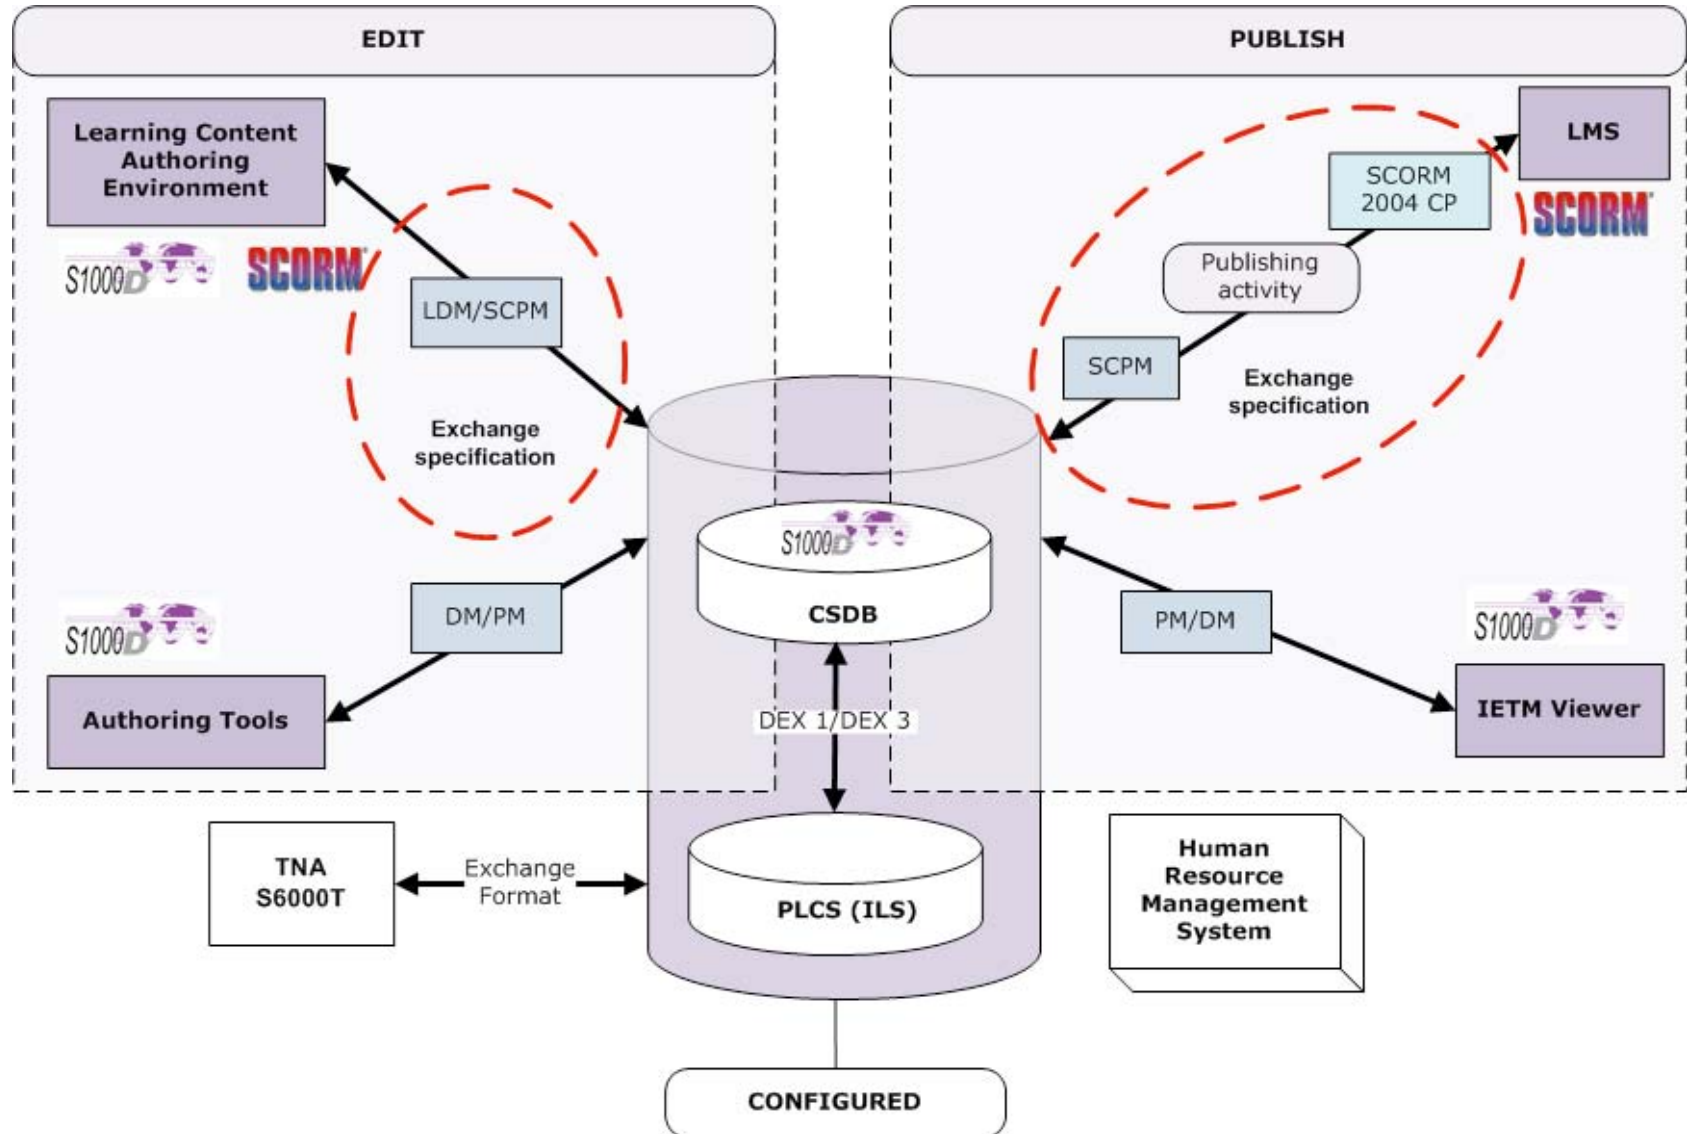 EDIT
PUBLISH
Learning Content
Authoring
Environment
S1000D
SCORM®
LDM/SCPM
Exchange
specification
LMS
SCORM
2004 CP
SCORM®
Publishing
activity
SCPM
Exchange
specification
S1000D
DM/PM
Authoring Tools
S1000D
CSDB
DEX 1/DEX 3
PLCS (ILS)
PM/DM
S1000D
IETM Viewer
TNA
S6000T
Exchange
Format
Human
Resource
Management
System
CONFIGURED